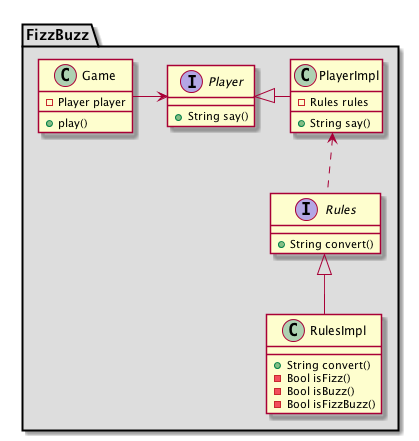 FizzBuzz
C Game
Player player
play()
I Player
String say()
C PlayerImpl
Rules rules
String say()
I Rules
String convert()
C RulesImpl
String convert()
Bool isFizz()
Bool isBuzz()
Bool isFizzBuzz()